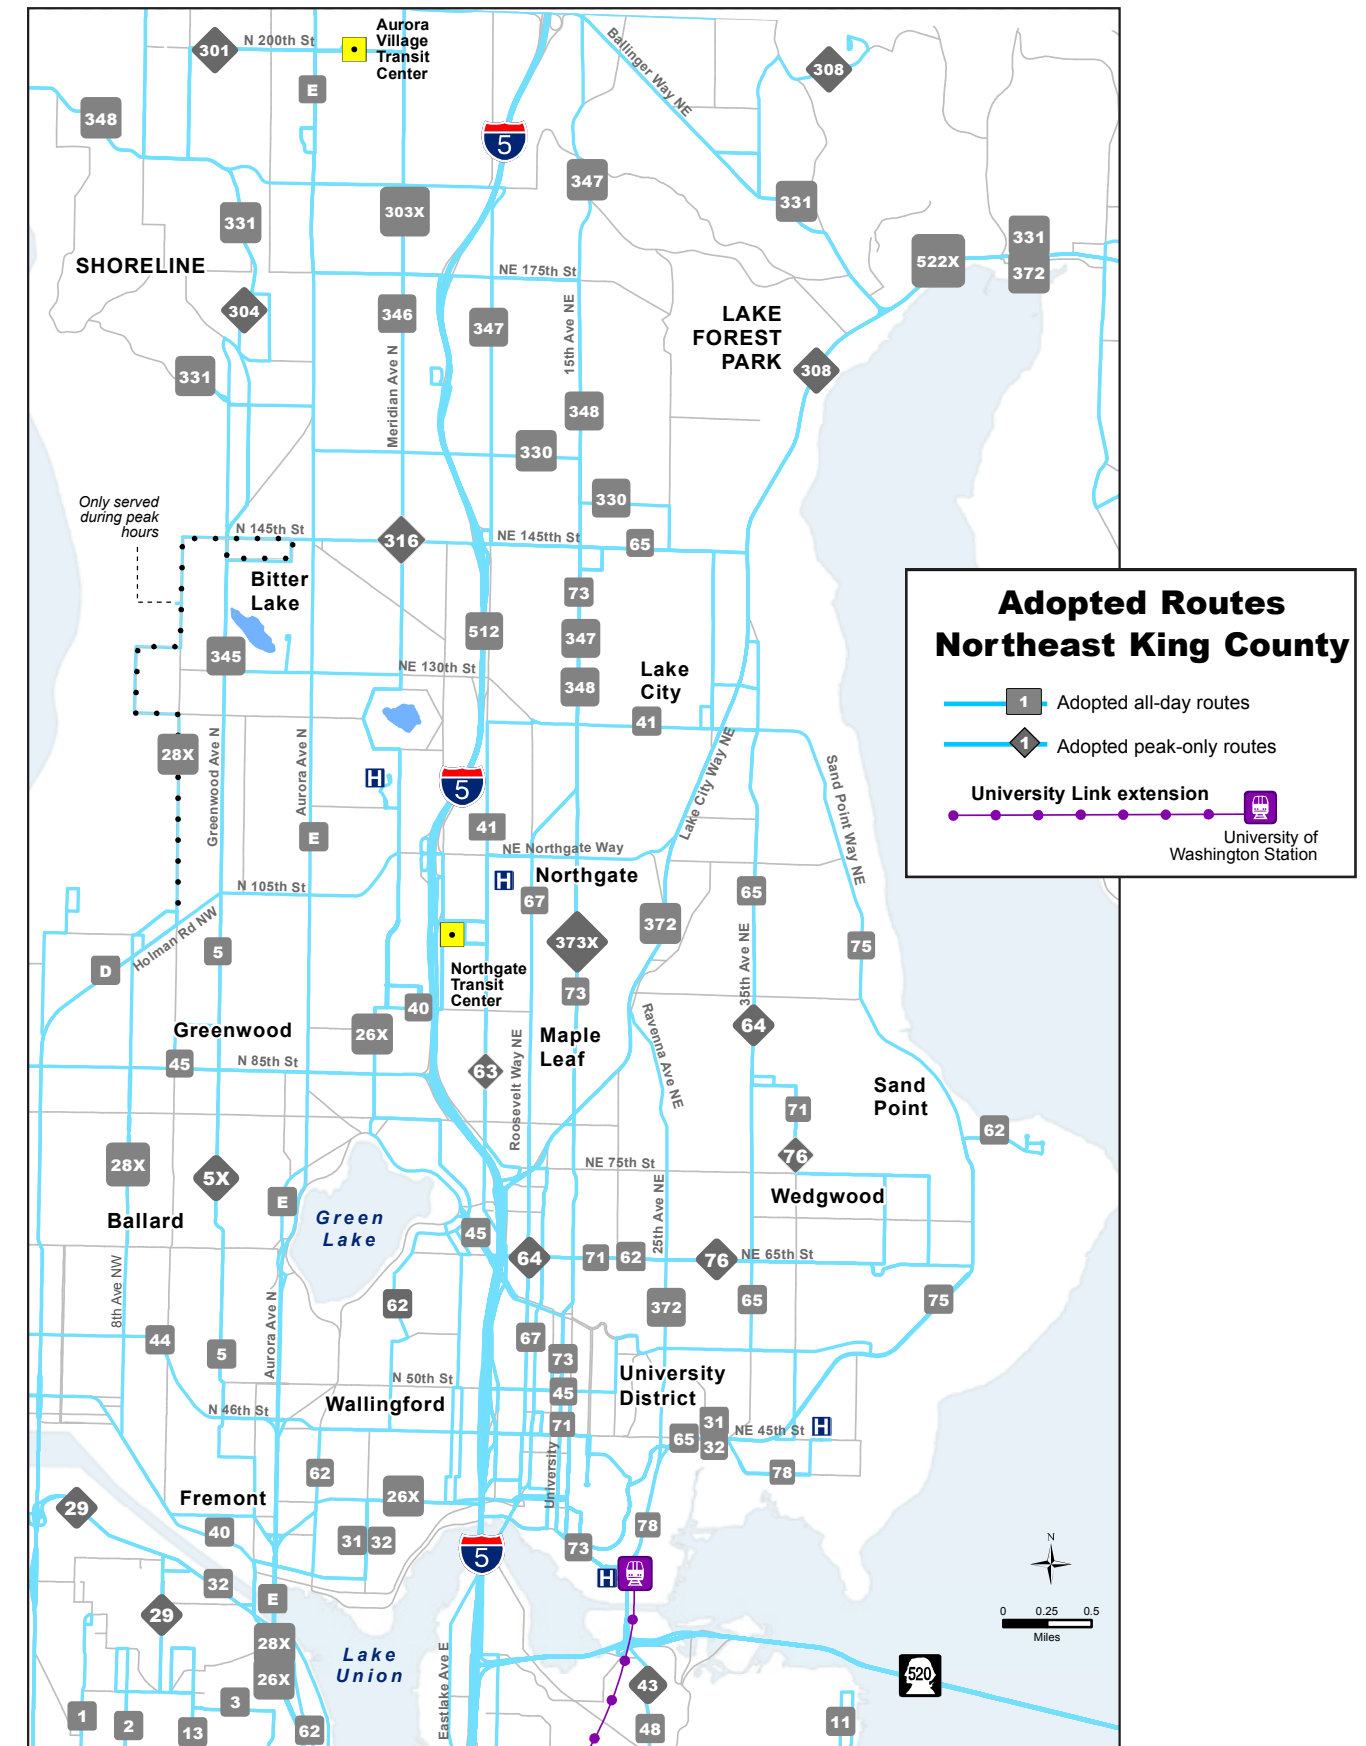 Aurora
Village
Transit
Center
301
N 200th St
E
308
Ballinger Way NE
348
5
347
331
303X
331
331
372
522X
SHORELINE
NE 175th St
304
346
347
15th Ave NE
LAKE
FOREST
PARK
308
331
Meridian Ave N
348
330
330
Only served
during peak
hours
N 145th St
316
NE 145tth St
65
Bitter
Lake
73
512
347
345
NE 130th St
348
Lake
City
41
28X
Greenwood Ave N
Aurora Ave N
H
5
Lake City Way NE
Sand Point Way NE
E
41
NE Northgate Way
H
Northgate
N 105th St
67
65
Holman Rd NW
372
373X
5
D
75
35th Ave NE
Northgate
Transit
Center
73
40
26X
Greenwood
Maple
Leaf
64
Ravenna Ave NE
Roosevelt Way NE
45
N 85th St
63
Sand
Point
71
62
28X
5X
76
NE 75th St
E
Wedgwood
Ballard
Green
Lake
25th Ave NE
45
64
71
62
76
NE 65th St
8th Ave NW
Aurora Ave N
62
372
65
75
44
5
67
73
University
District
N 50th St
45
Wallingford
N 46th St
71
31
32
65
NE 45th St
H
62
78
University
Fremont
26X
29
40
31
32
78
73
5
H
32
E
29
28X
26X
Lake
Union
Eastlake Ave E
43
520
1
2
13
3
62
48
11
N
0 0.25 0.5
Miles
Adopted Routes
Northeast King County
1 Adopted all-day routes
1 Adopted peak-only routes
University Link extension
University of
Washington Station